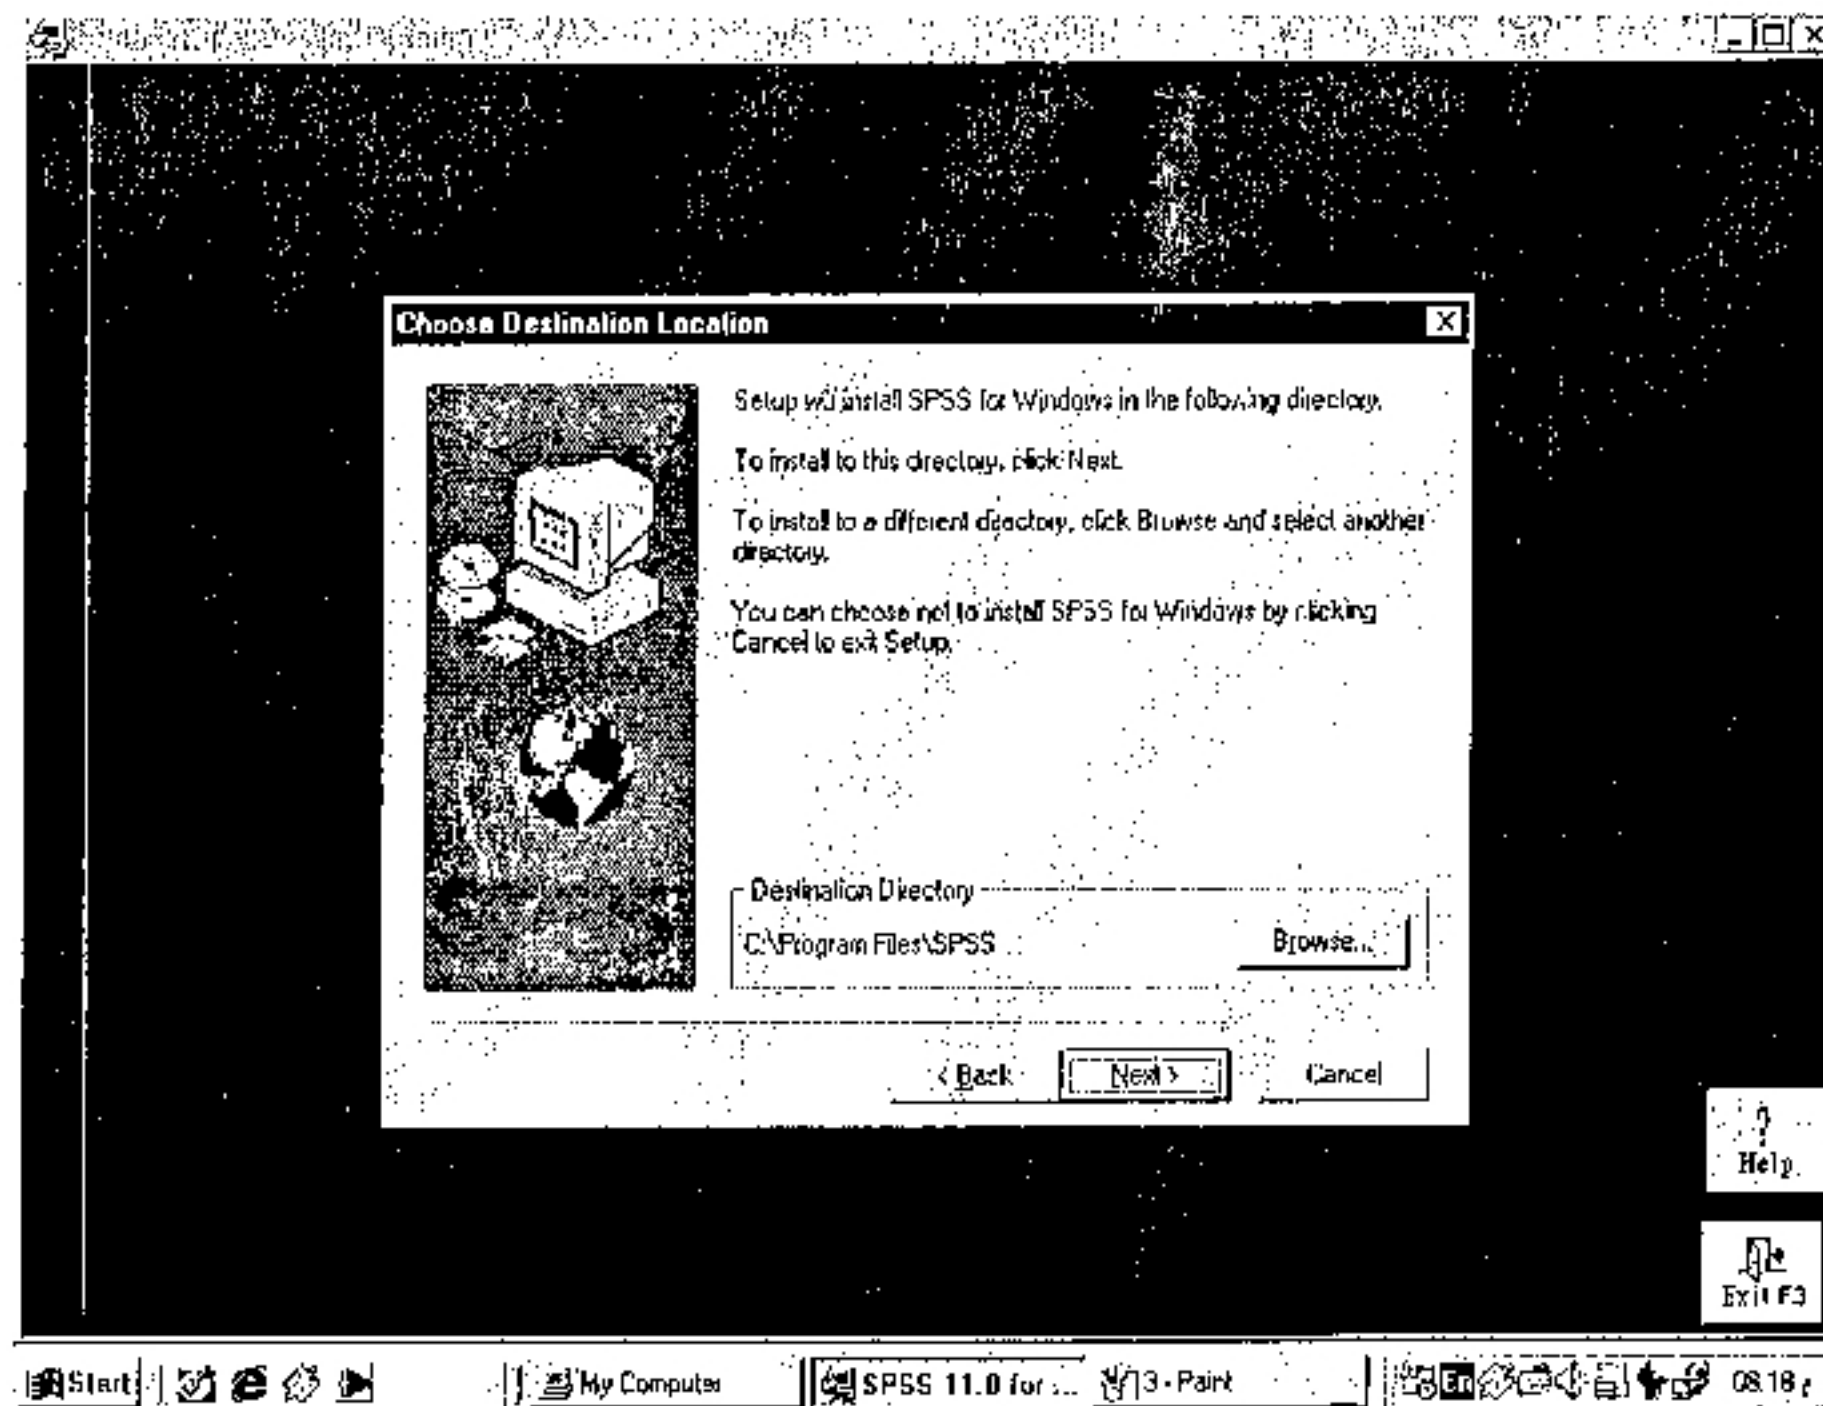 Choose Destination Location
Setup will install SPSS for Windows in the following directory.
To install to this directory, click Next.
To install to a different directory, click Browse and select another
directory.
You can choose not to install SPSS for Windows by clicking
Cancel to exit Setup.
Destination Directory
C:\Program Files\SPSS
Browse...
< Back
Next >
Cancel
?
Help
Exit F3
Start
My Computer
SPSS 11.0 for ...
3 - Paint
En
08:18 م